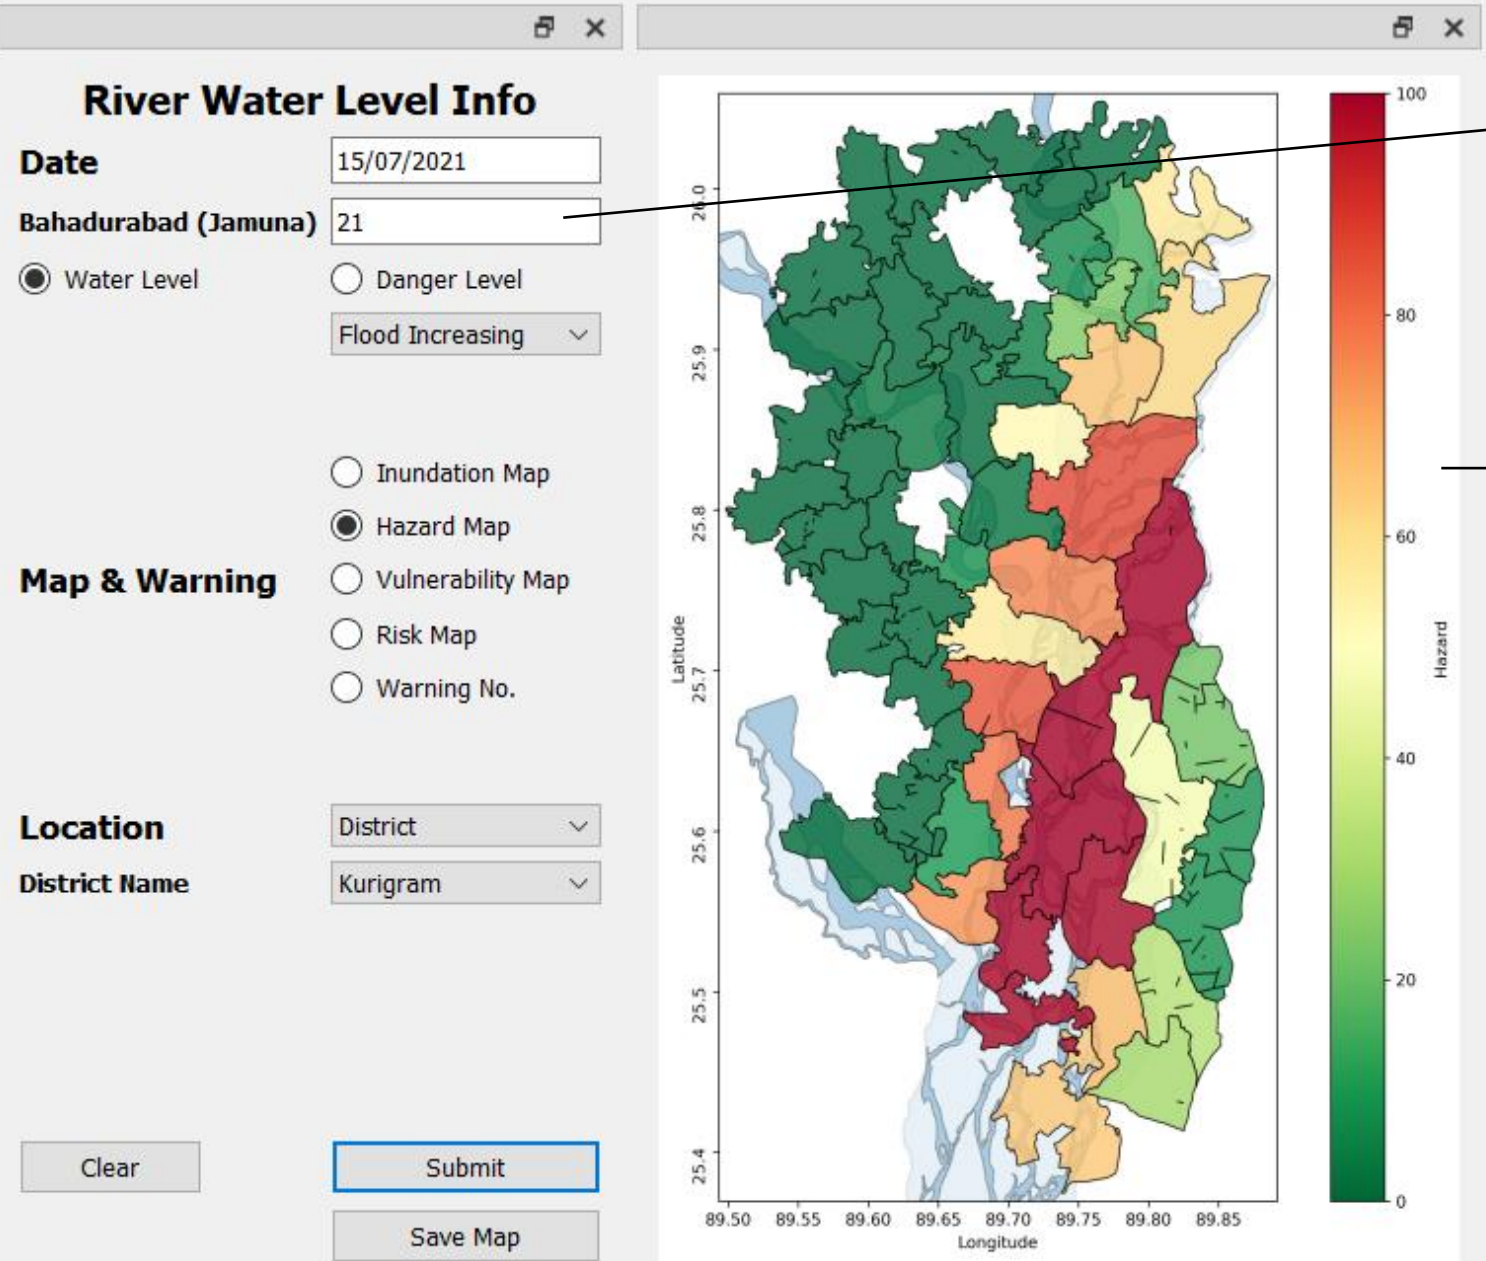 River Water Level Info
Date
15/07/2021
Bahadurabad (Jamuna)
21
Water Level
Danger Level
Flood Increasing
Map & Warning
Inundation Map
Hazard Map
Vulnerability Map
Risk Map
Warning No.
Location
District
District Name
Kurigram
Clear
Submit
Save Map
26.0
25.9
25.8
25.7
25.6
25.5
25.4
Latitude
89.50 89.55 89.60 89.65 89.70 89.75 89.80 89.85
Longitude
100
80
60
40
20
0
Hazard